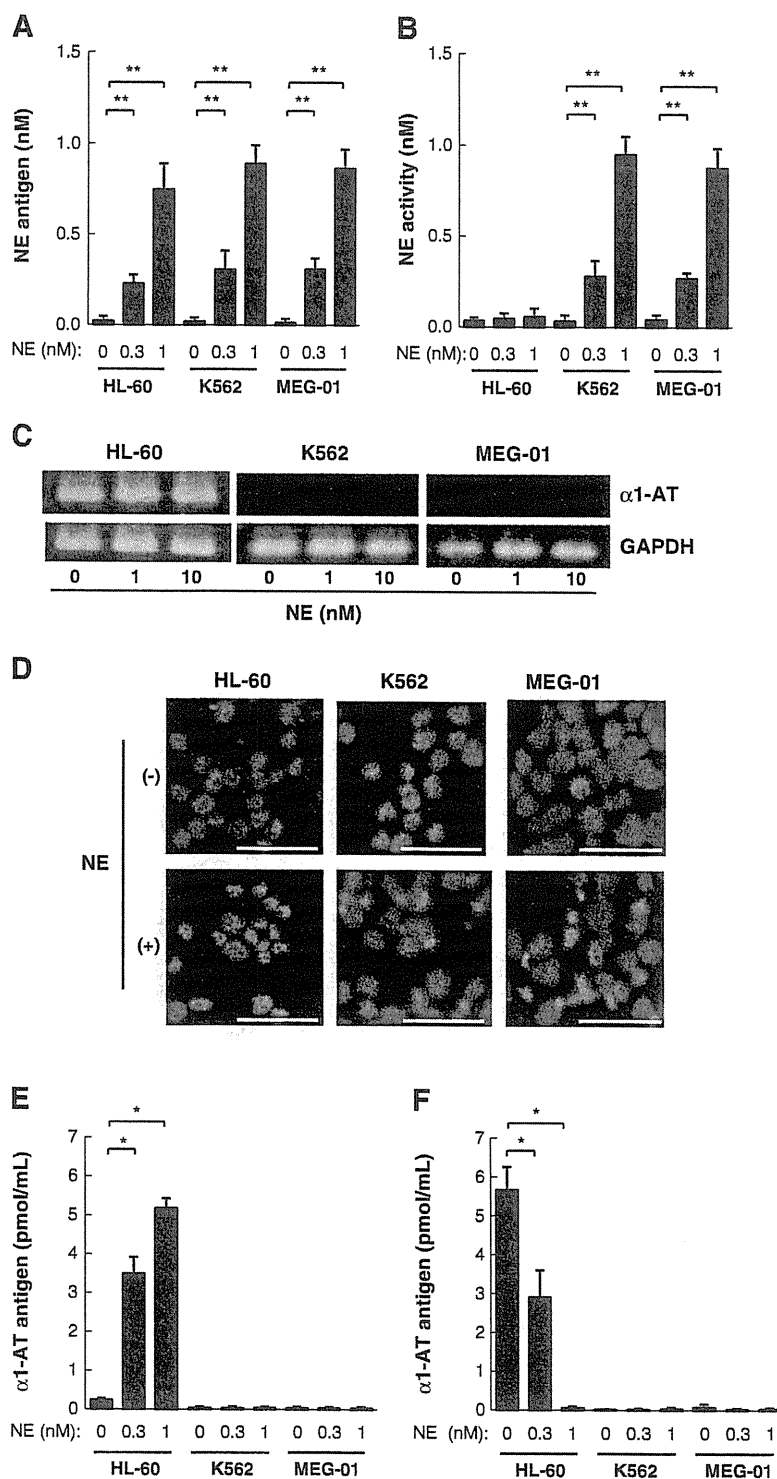 A
NE antigen (nM)
1.5
1.0
0.5
0.0
** ** **
** ** **
NE (nM): 0 0.3 1 0 0.3 1 0 0.3 1
HL-60 K562 MEG-01
B
NE activity (nM)
1.5
1.0
0.5
0.0
** **
** **
NE (nM): 0 0.3 1 0 0.3 1 0 0.3 1
HL-60 K562 MEG-01
C
HL-60 K562 MEG-01
α1-AT
GAPDH
0 1 10 0 1 10 0 1 10
NE (nM)
D
HL-60 K562 MEG-01
(-)
NE
(+)
E
α1-AT antigen (pmol/mL)
7
6
5
4
3
2
1
0
*
*
NE (nM): 0 0.3 1 0 0.3 1 0 0.3 1
HL-60 K562 MEG-01
F
α1-AT antigen (pmol/mL)
7
6
5
4
3
2
1
0
*
*
NE (nM): 0 0.3 1 0 0.3 1 0 0.3 1
HL-60 K562 MEG-01